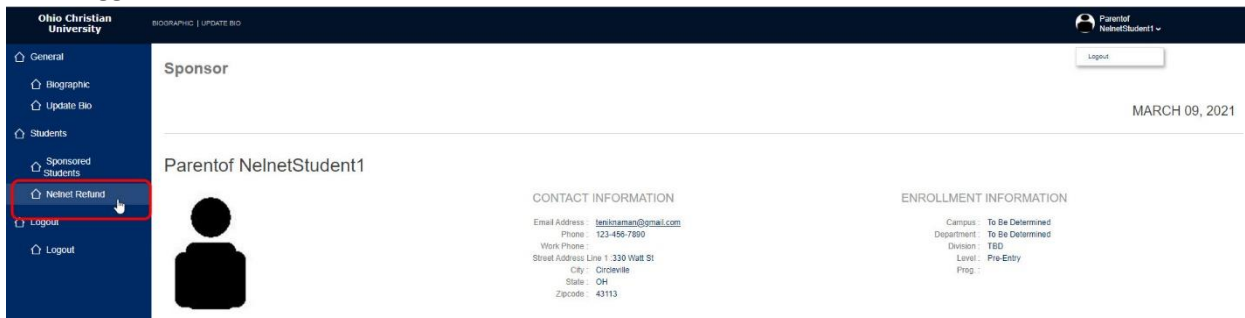 Ohio Christian
University
BIOGRAPHIC | UPDATE BIO
Parentof
NelnetStudent1
Logout
General
Biographic
Update Bio
Students
Sponsored
Students
Nelnet Refund
Logout
Logout
Sponsor
MARCH 09, 2021
Parentof NelnetStudent1
CONTACT INFORMATION
Email Address : teniknaman@gmail.com
Phone : 123-456-7890
Work Phone :
Street Address Line 1 :330 Watt St
City : Circleville
State : OH
Zipcode : 43113
ENROLLMENT INFORMATION
Campus : To Be Determined
Department : To Be Determined
Division : TBD
Level : Pre-Entry
Prog. :